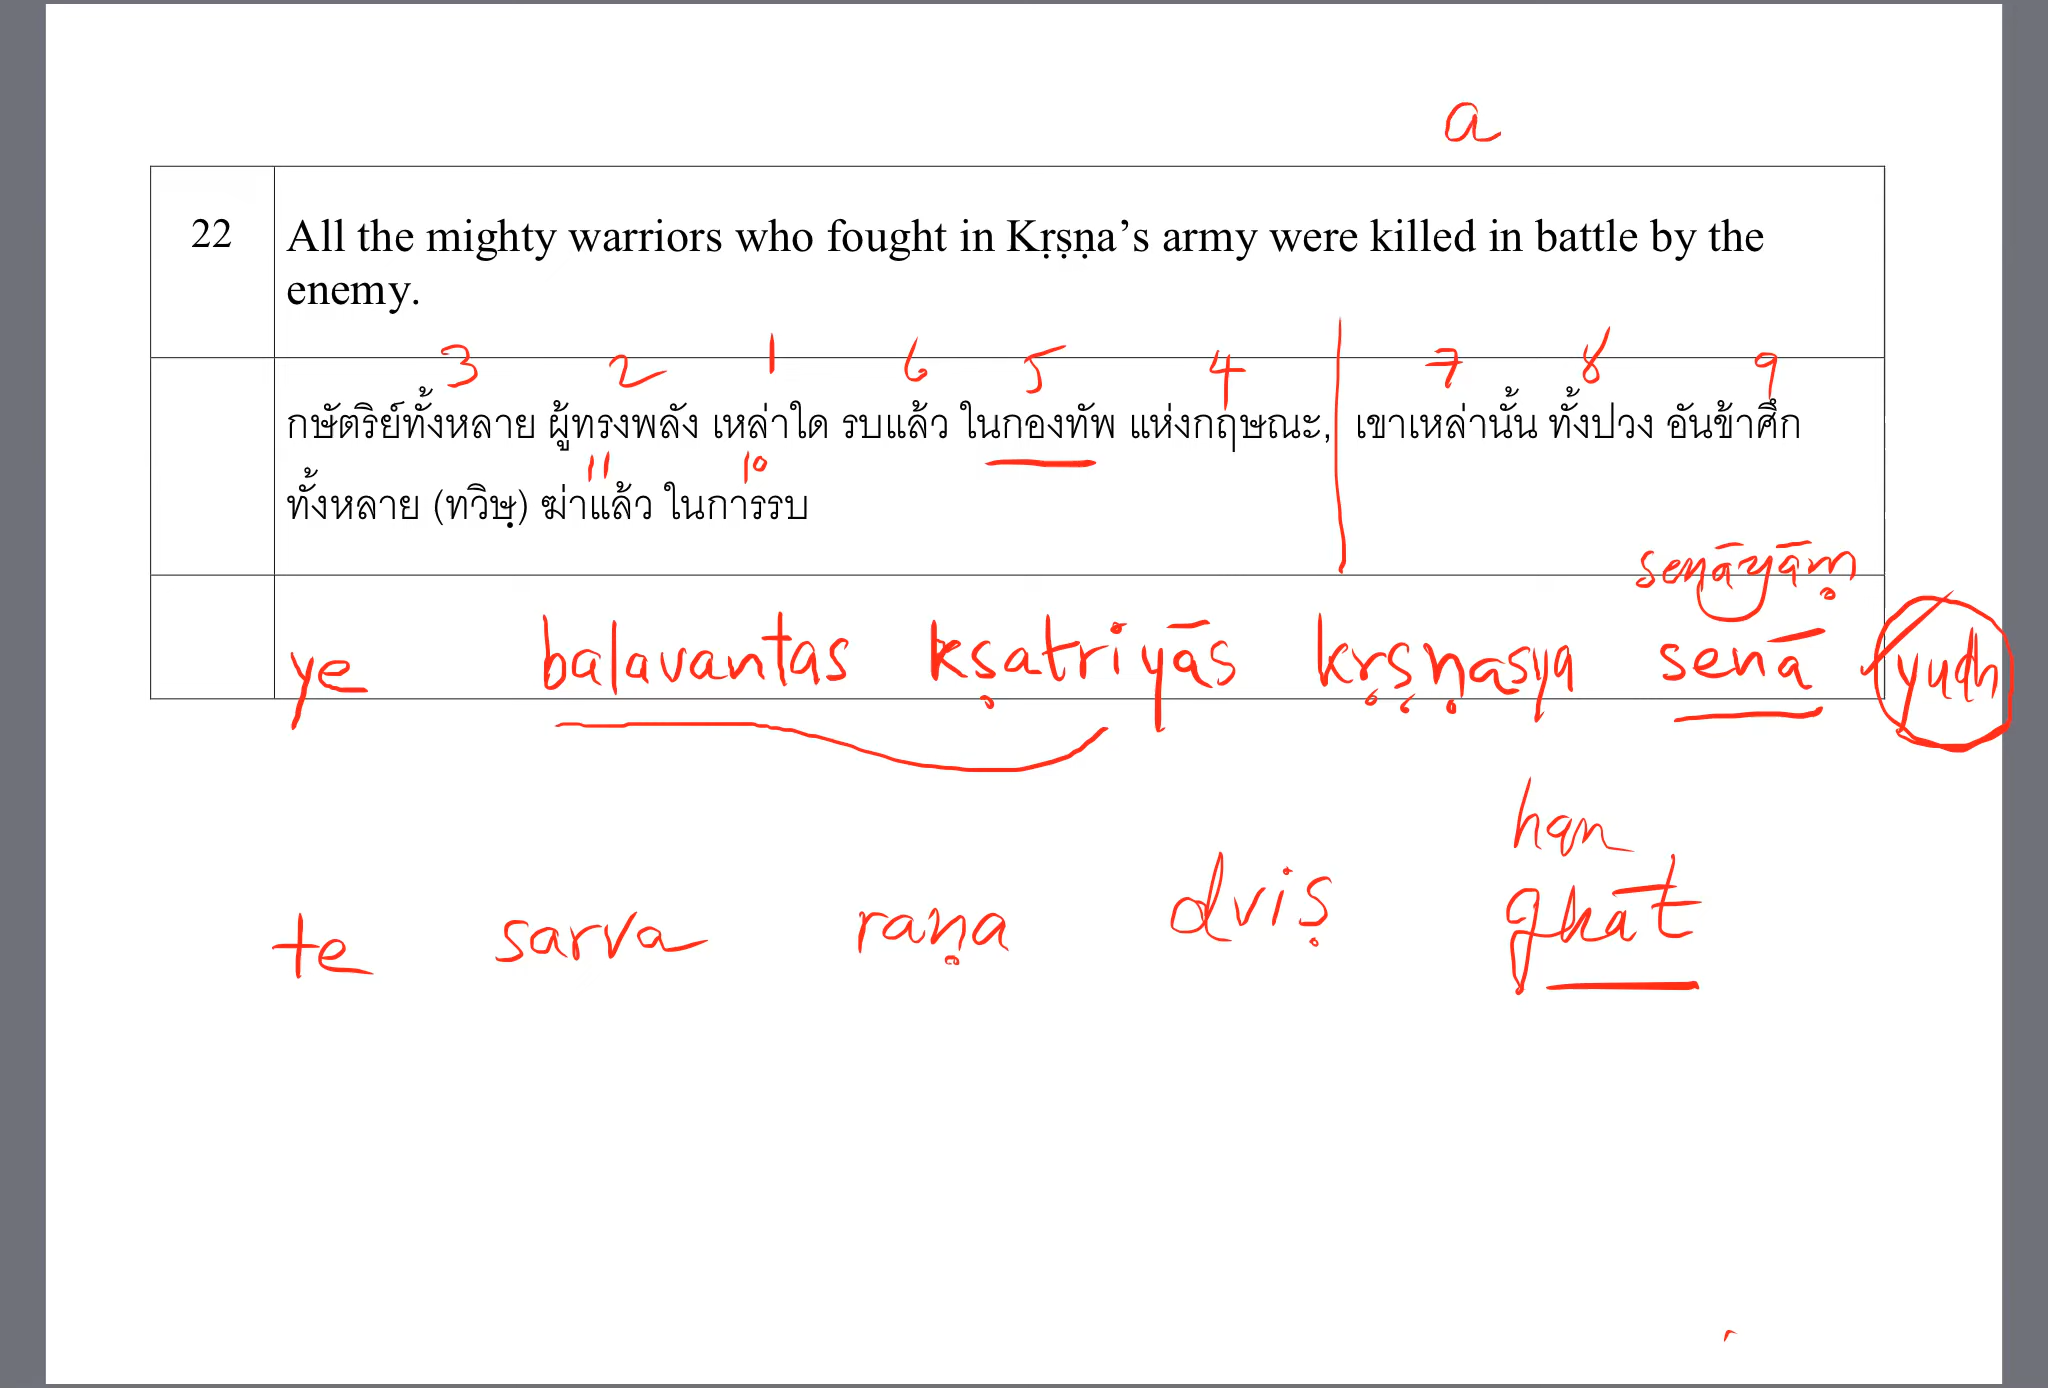 a
22 All the mighty warriors who fought in Kṛṣṇa’s army were killed in battle by the
enemy.
3 2 1 6 5 4 7 8 9
กษัตริย์ทั้งหลาย ผู้ทรงพลัง เหล่าใด รบแล้ว ในกองทัพ แห่งกฤษณะ, เขาเหล่านั้น ทั้งปวง อันข้าศึก
11 10
ทั้งหลาย (ทวิษฺ) ฆ่าแล้ว ในการรบ
senāyāṃ
ye balavantas kṣatriyās kṛṣṇasya senā yudh
han
te sarva raṇa dviṣ ghāt